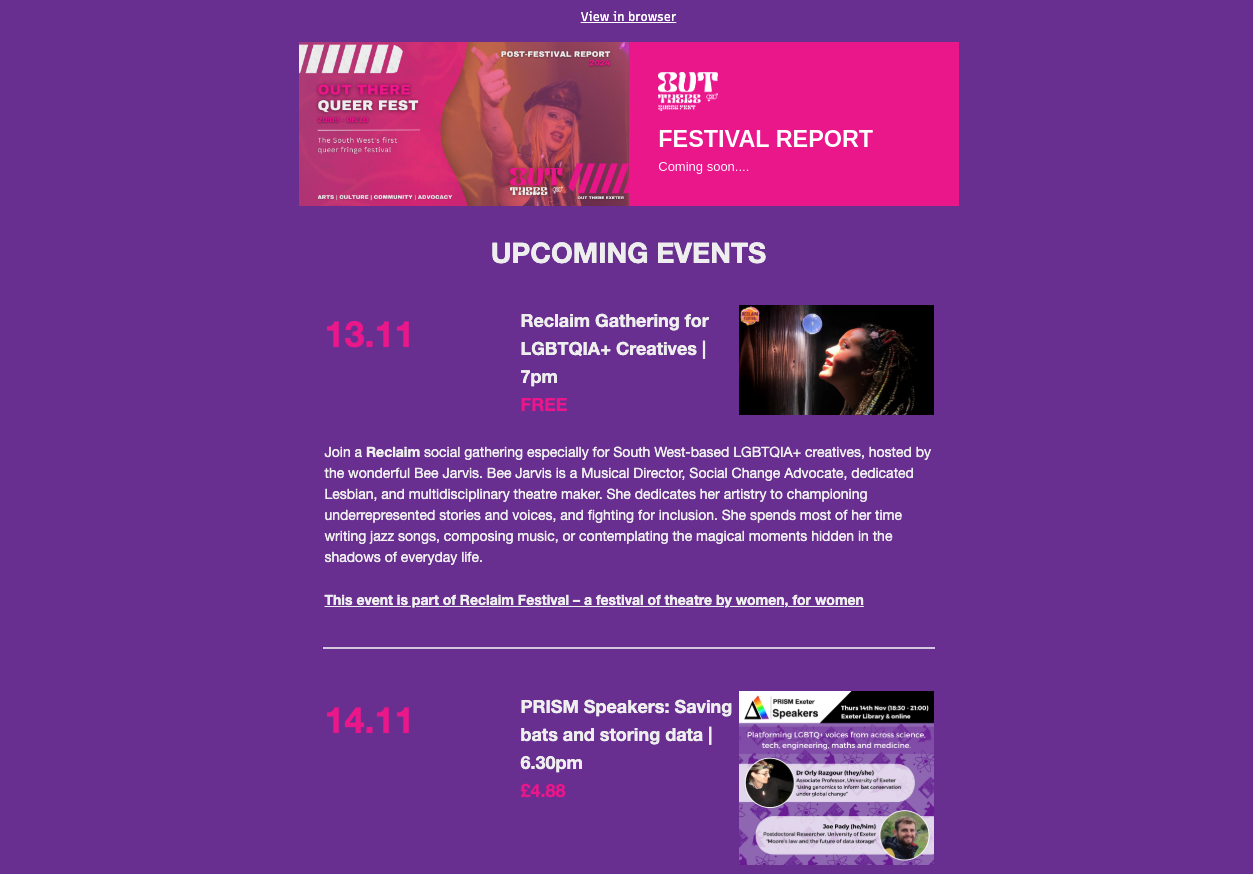 View in browser
POST-FESTIVAL REPORT
2024
OUT THERE
QUEER FEST
The South West's first
queer fringe festival
OUT
THERE
OUT THERE EXETER
ARTS | CULTURE | COMMUNITY | ADVOCACY
OUT
THERE
QUEER FEST
FESTIVAL REPORT
Coming soon....
UPCOMING EVENTS
13.11
Reclaim Gathering for
LGBTQIA+ Creatives |
7pm
FREE
RECLAIM
FESTIVAL
Join a Reclaim social gathering especially for South West-based LGBTQIA+ creatives, hosted by
the wonderful Bee Jarvis. Bee Jarvis is a Musical Director, Social Change Advocate, dedicated
Lesbian, and multidisciplinary theatre maker. She dedicates her artistry to championing
underrepresented stories and voices, and fighting for inclusion. She spends most of her time
writing jazz songs, composing music, or contemplating the magical moments hidden in the
shadows of everyday life.
This event is part of Reclaim Festival – a festival of theatre by women, for women
14.11
PRISM Speakers: Saving
bats and storing data |
6.30pm
£4.88
PRISM Exeter
Speakers
Thurs 14th Nov (18:30 - 21:00)
Exeter Library & online
Platforming LGBTQ+ voices from across science,
tech, engineering, maths and medicine.
Dr Orly Razgour (they/she)
Associate Professor, University of Exeter
"Using genomics to inform bat conservation
under global change"
Joe Pady (he/him)
Postdoctoral Researcher, University of Exeter
"Moore's law and the future of data storage"